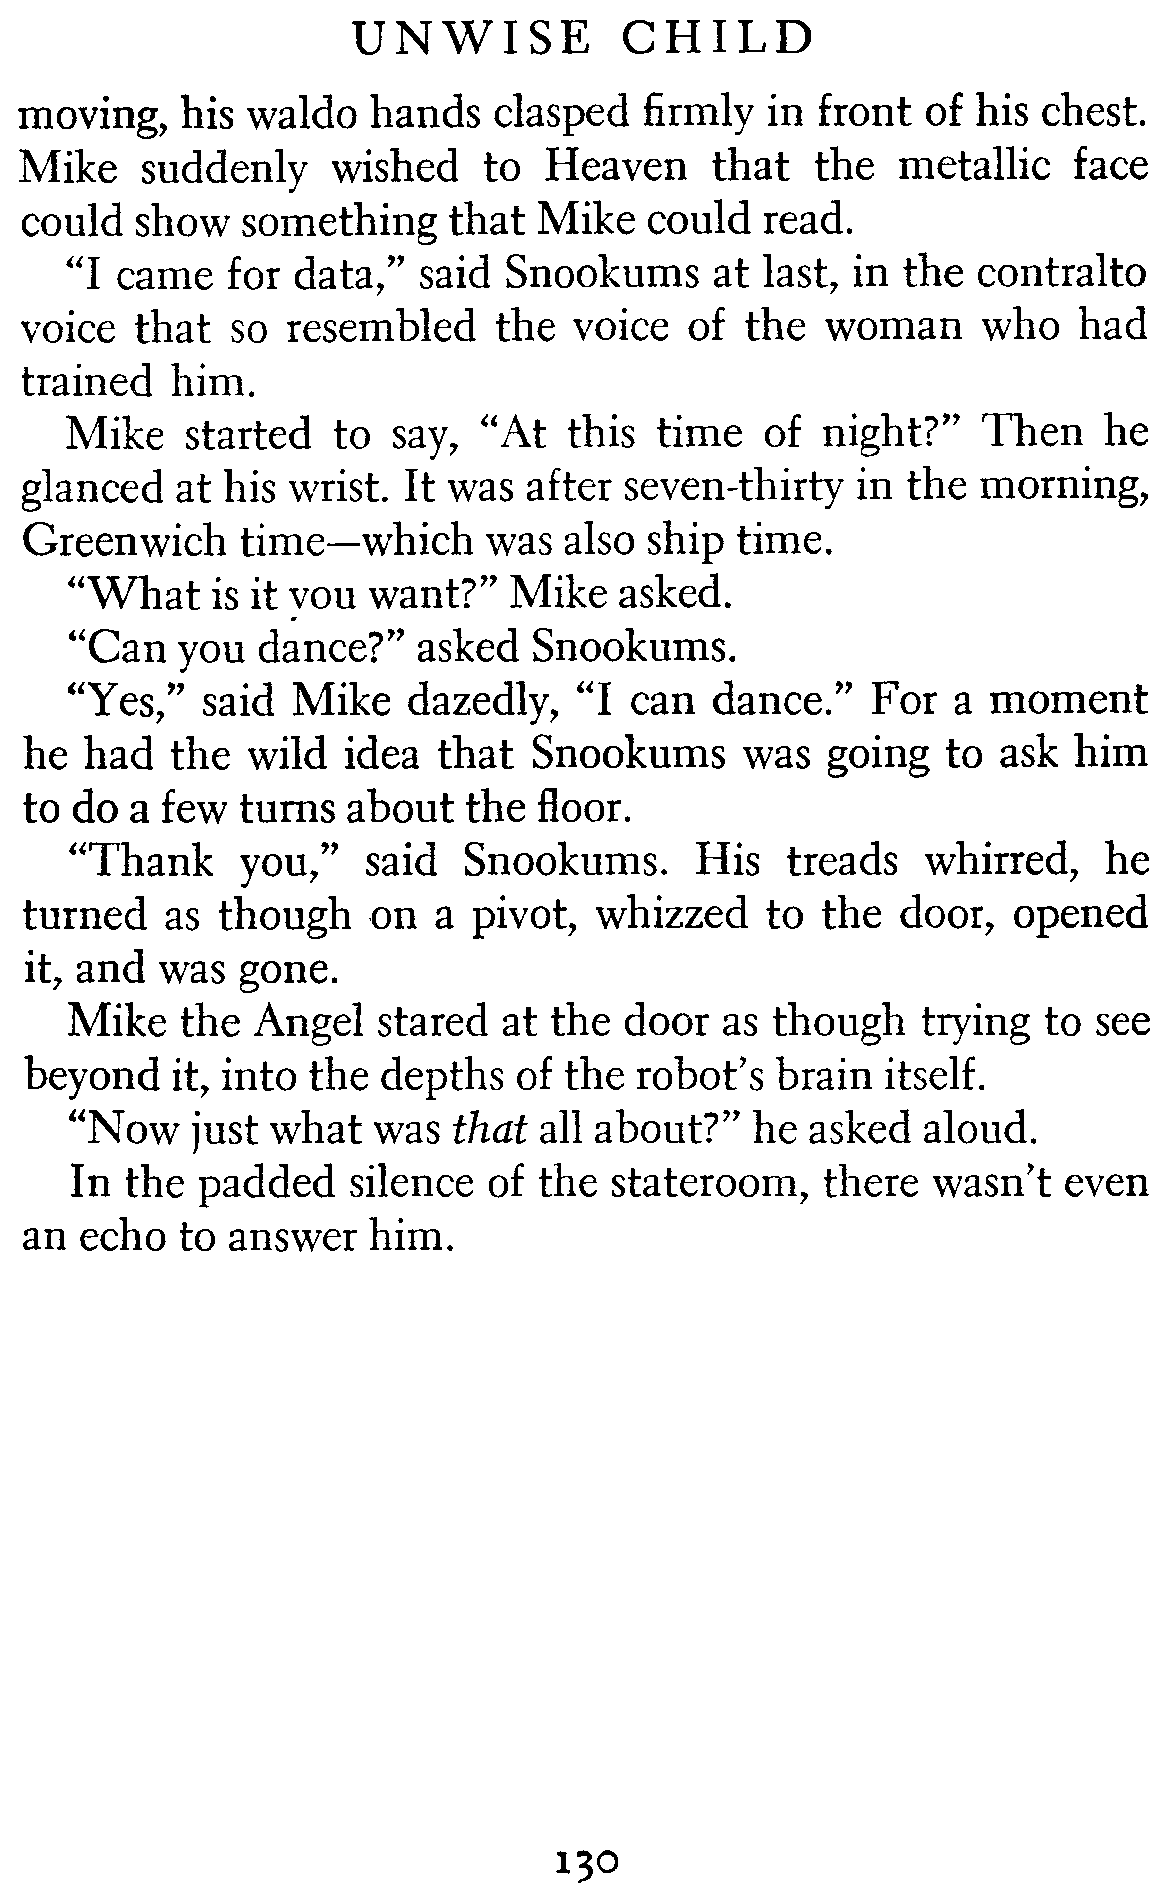 UNWISE CHILD
moving, his waldo hands clasped firmly in front of his chest.
Mike suddenly wished to Heaven that the metallic face
could show something that Mike could read.
“I came for data,” said Snookums at last, in the contralto
voice that so resembled the voice of the woman who had
trained him.
Mike started to say, “At this time of night?” Then he
glanced at his wrist. It was after seven-thirty in the morning,
Greenwich time—which was also ship time.
“What is it you want?” Mike asked.
“Can you dance?” asked Snookums.
“Yes,” said Mike dazedly, “I can dance.” For a moment
he had the wild idea that Snookums was going to ask him
to do a few turns about the floor.
“Thank you,” said Snookums. His treads whirred, he
turned as though on a pivot, whizzed to the door, opened
it, and was gone.
Mike the Angel stared at the door as though trying to see
beyond it, into the depths of the robot’s brain itself.
“Now just what was that all about?” he asked aloud.
In the padded silence of the stateroom, there wasn’t even
an echo to answer him.
130